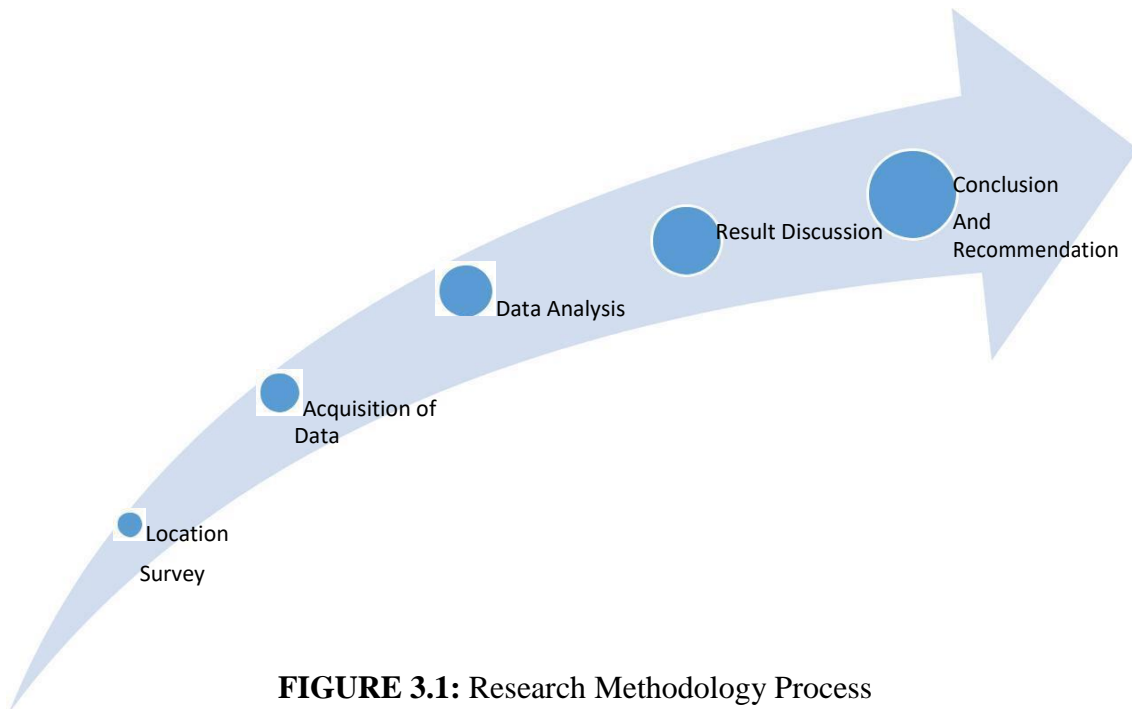 Location
Survey
Acquisition of
Data
Data Analysis
Result Discussion
Conclusion
And
Recommendation
FIGURE 3.1: Research Methodology Process